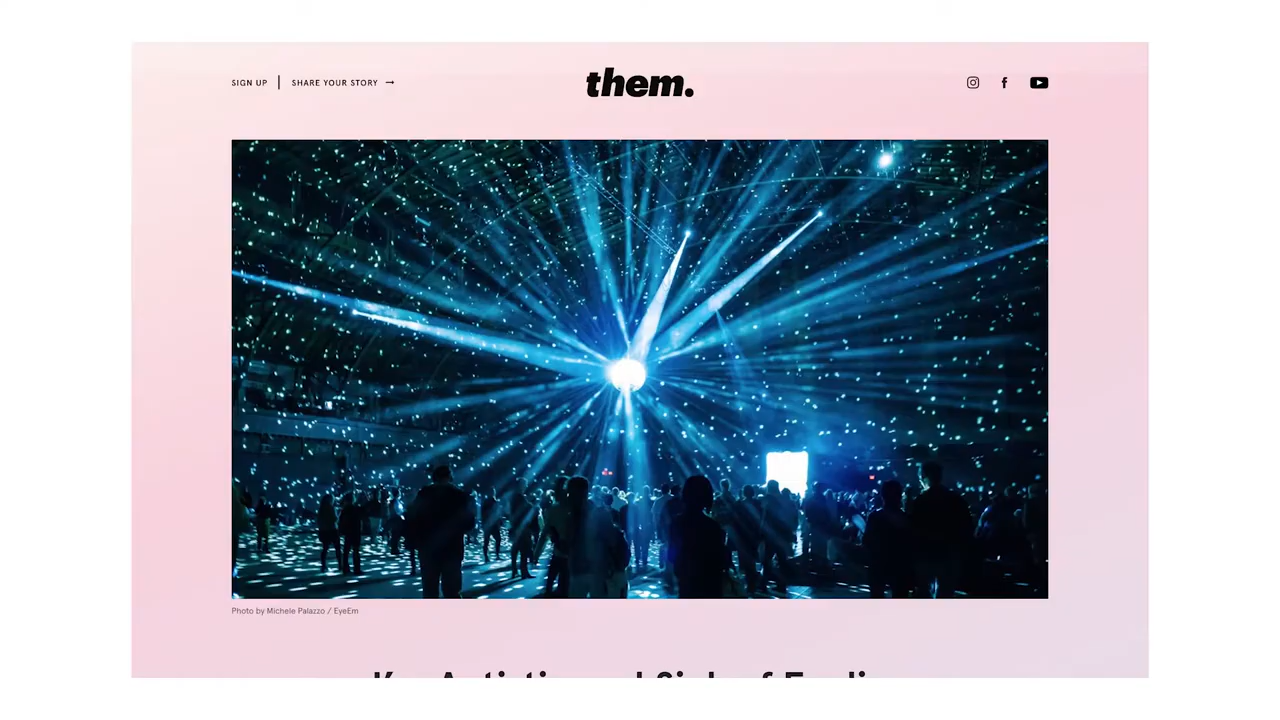 SIGN UP | SHARE YOUR STORY →
them.
Photo by Michele Palazzo / EyeEm